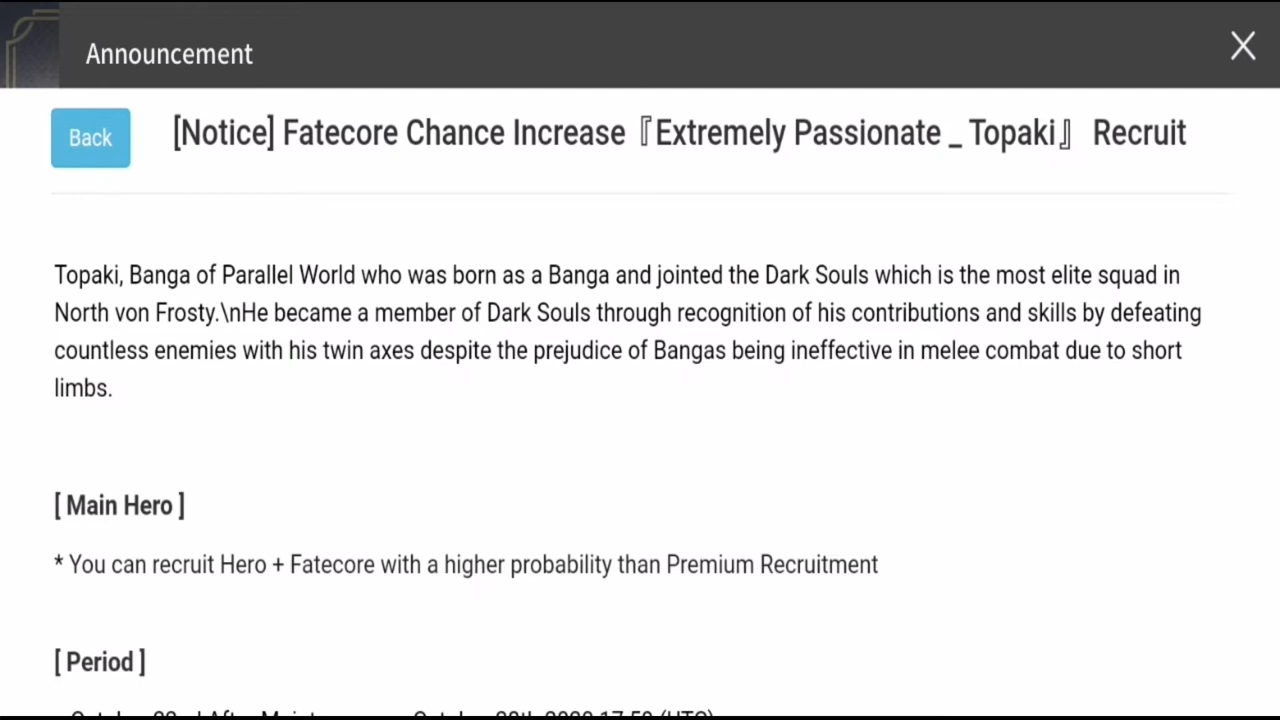 Announcement
Back
[Notice] Fatecore Chance Increase『Extremely Passionate _ Topaki』 Recruit
Topaki, Banga of Parallel World who was born as a Banga and jointed the Dark Souls which is the most elite squad in
North von Frosty.\nHe became a member of Dark Souls through recognition of his contributions and skills by defeating
countless enemies with his twin axes despite the prejudice of Bangas being ineffective in melee combat due to short
limbs.
[ Main Hero ]
* You can recruit Hero + Fatecore with a higher probability than Premium Recruitment
[ Period ]